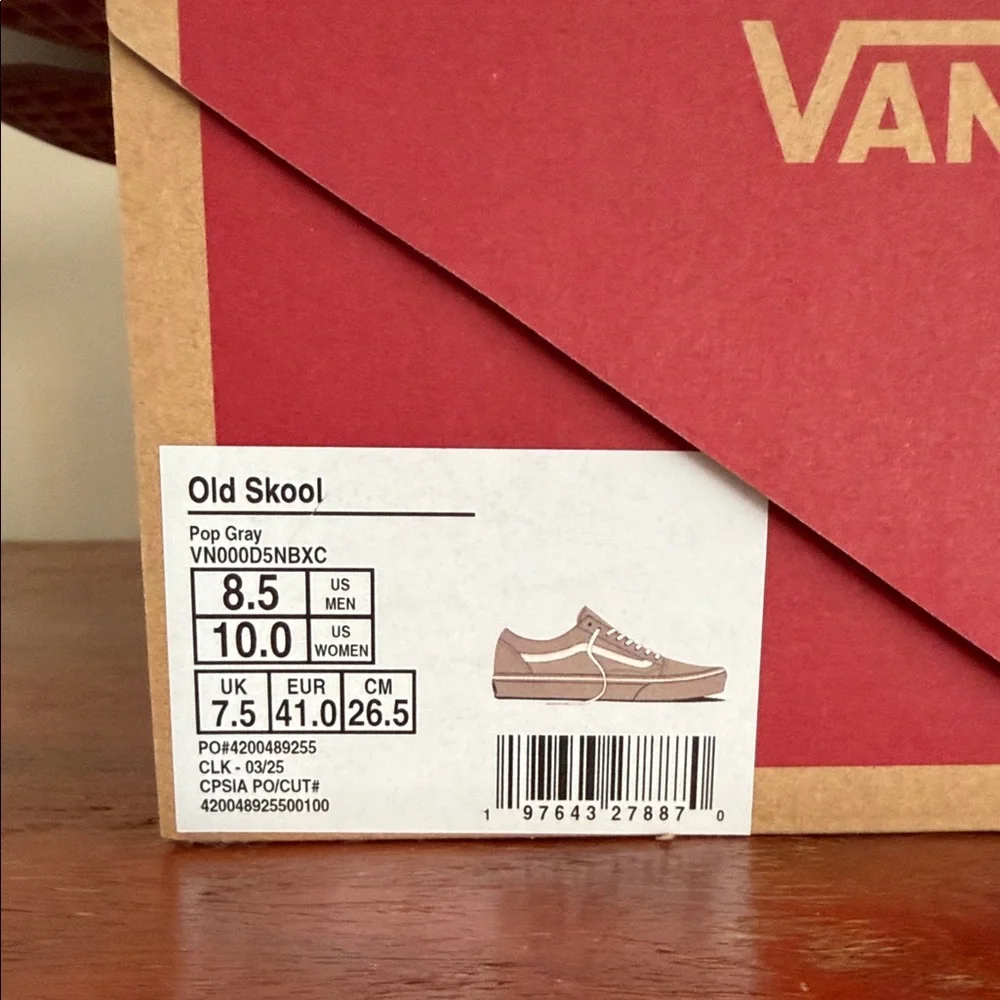 VAN
Old Skool
Pop Gray
VN000D5NBXC
8.5 US MEN
10.0 US WOMEN
UK EUR CM
7.5 41.0 26.5
PO#4200489255
CLK - 03/25
CPSIA PO/CUT#
420048925500100
1 97643 27887 0